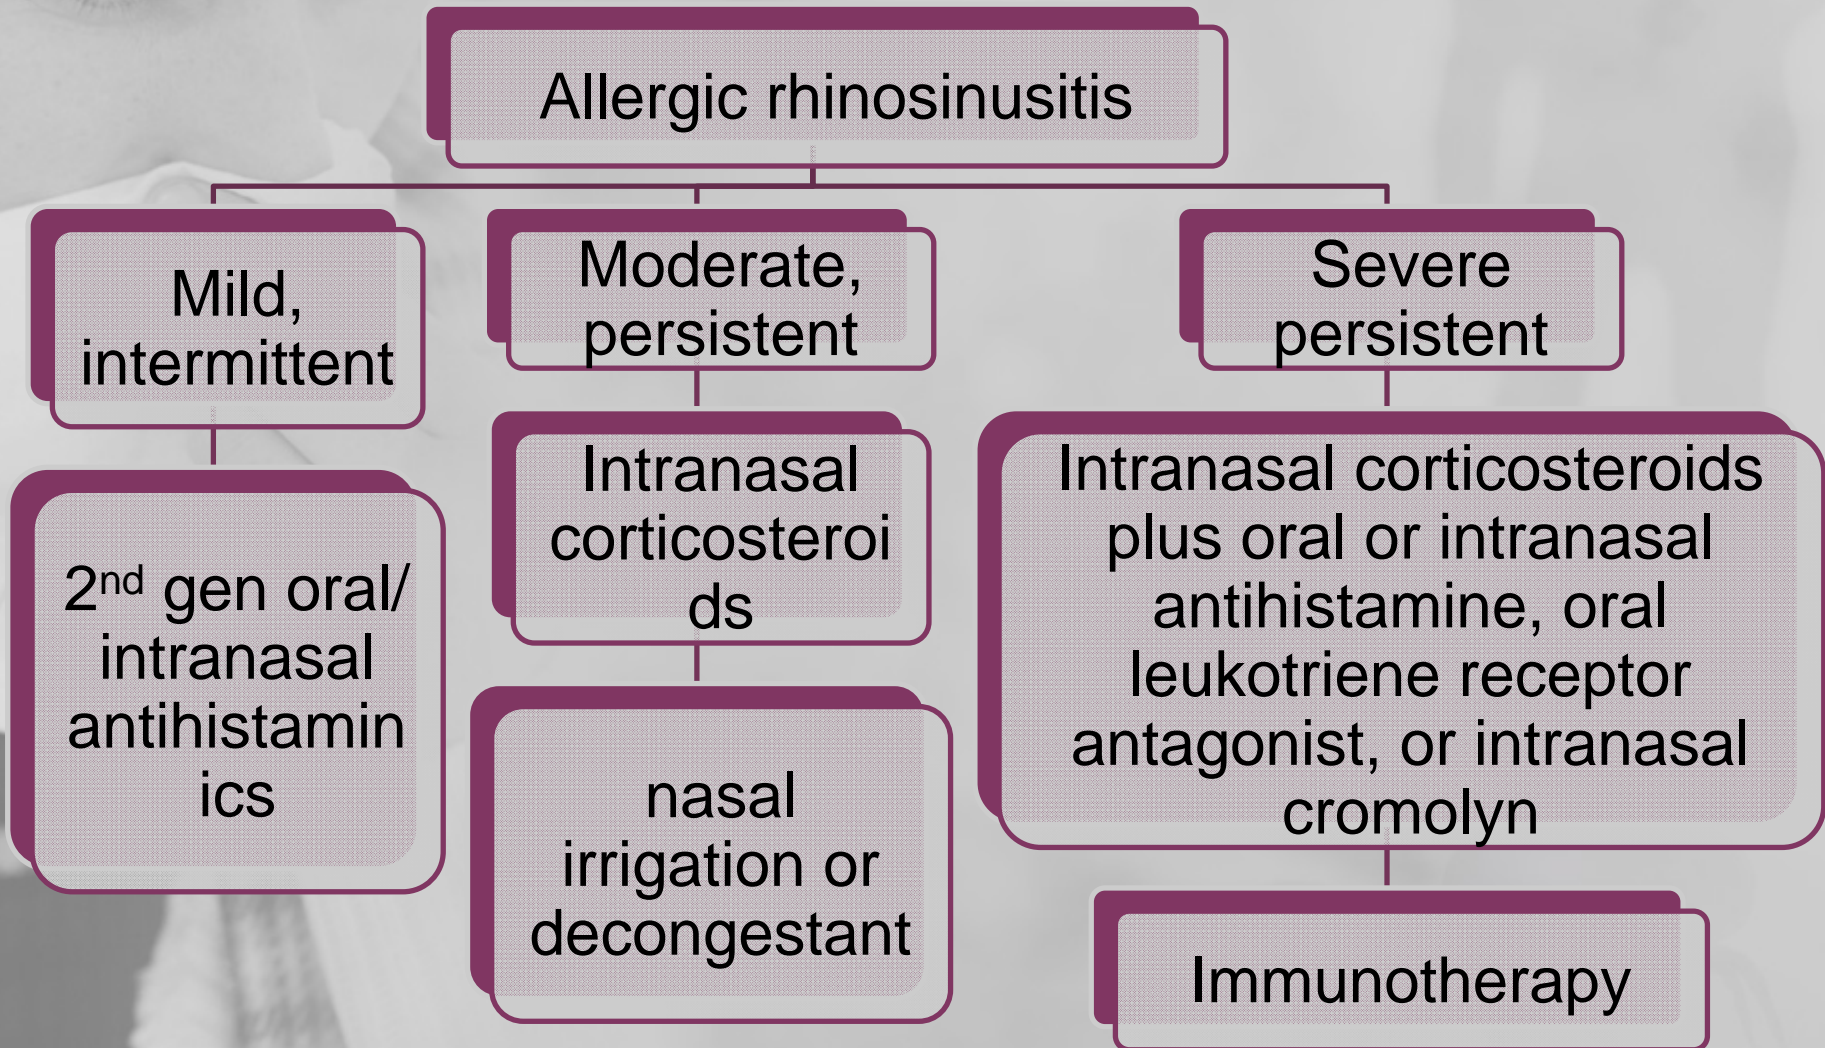 Allergic rhinosinusitis
Mild,
intermittent
2nd gen oral/
intranasal
antihistamin
ics
Moderate,
persistent
Intranasal
corticosteroi
ds
nasal
irrigation or
decongestant
Severe
persistent
Intranasal corticosteroids
plus oral or intranasal
antihistamine, oral
leukotriene receptor
antagonist, or intranasal
cromolyn
Immunotherapy